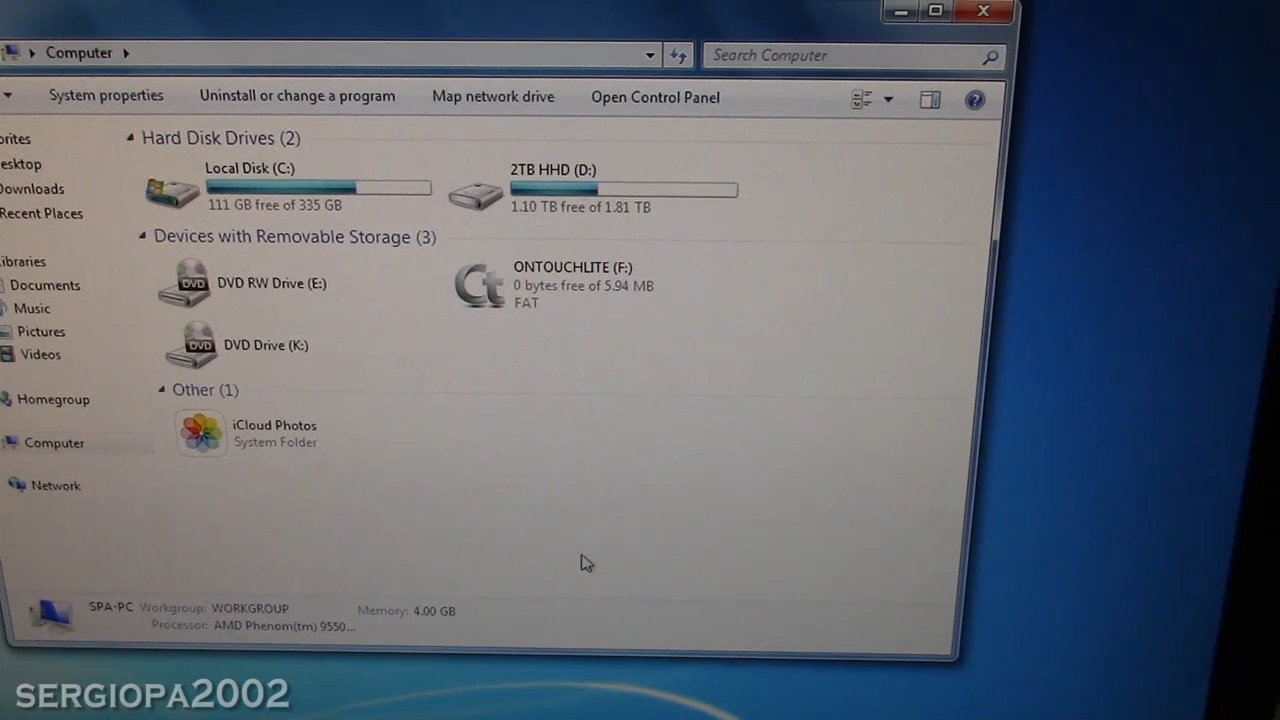 Computer
Search Computer
System properties
Uninstall or change a program
Map network drive
Open Control Panel
orites
esktop
Downloads
Recent Places
ibraries
Documents
Music
Pictures
Videos
Homegroup
Computer
Network
Hard Disk Drives (2)
Local Disk (C:)
111 GB free of 335 GB
2TB HHD (D:)
1.10 TB free of 1.81 TB
Devices with Removable Storage (3)
DVD
DVD RW Drive (E:)
Ct
ONTOUCHLITE (F:)
0 bytes free of 5.94 MB
FAT
DVD
DVD Drive (K:)
Other (1)
iCloud Photos
System Folder
SPA-PC Workgroup: WORKGROUP Memory: 4.00 GB
Processor: AMD Phenom(tm) 9550...
SERGIOPA2002